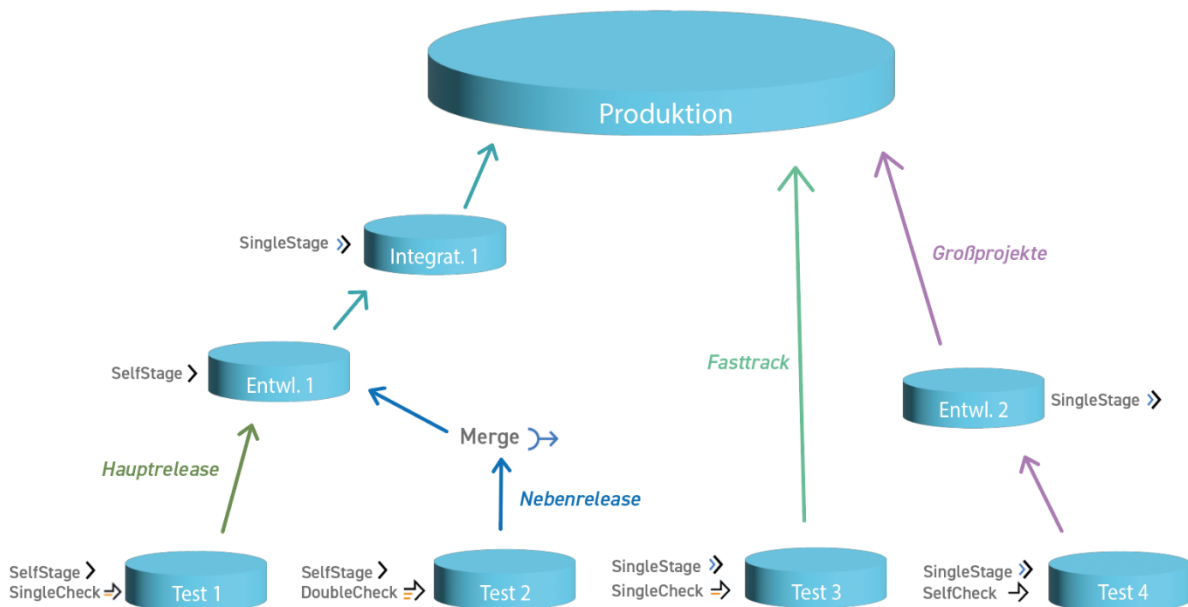 Produktion
SingleStage
Integrat. 1
Großprojekte
SelfStage
Entwl. 1
Fasttrack
Entwl. 2
SingleStage
Merge
Hauptrelease
Nebenrelease
SelfStage
SingleCheck
Test 1
SelfStage
DoubleCheck
Test 2
SingleStage
SingleCheck
Test 3
SingleStage
SelfCheck
Test 4